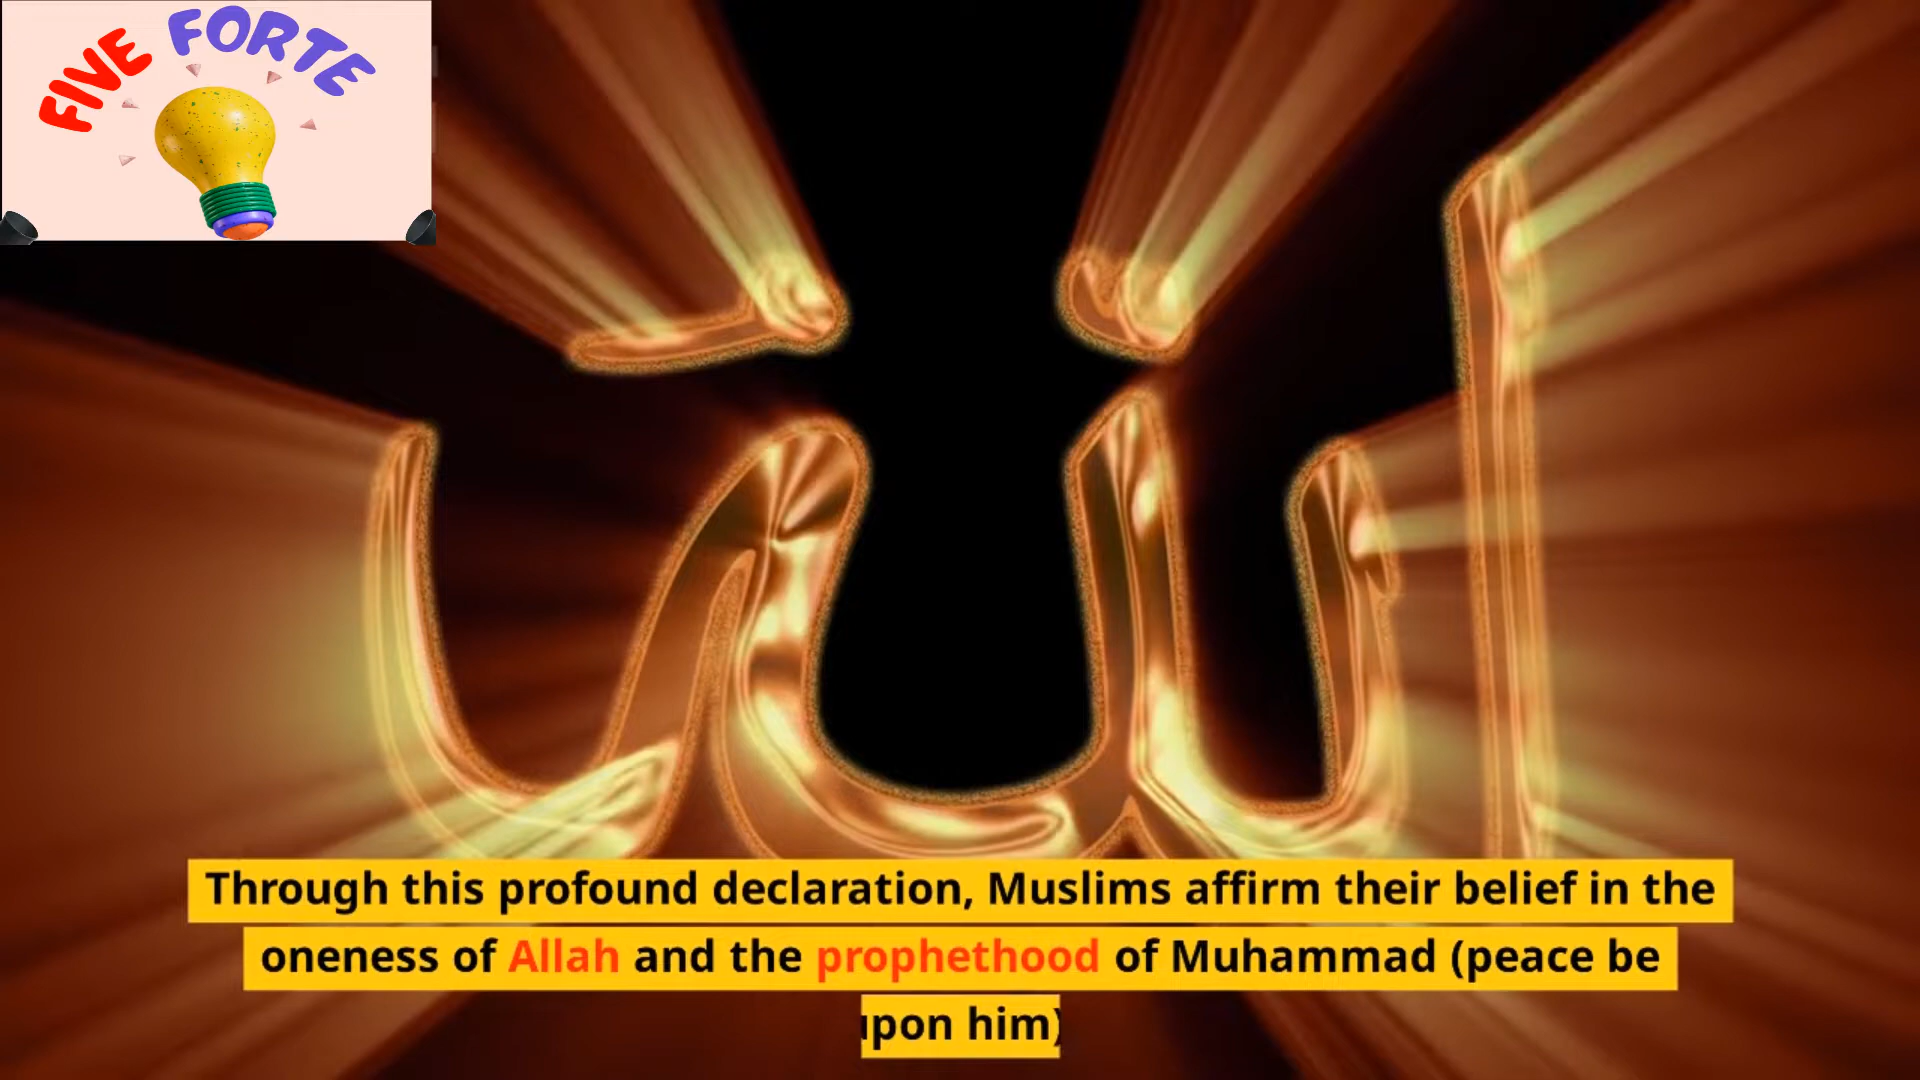 FIVE FORTE
الله
Through this profound declaration, Muslims affirm their belief in the
oneness of Allah and the prophethood of Muhammad (peace be
upon him)